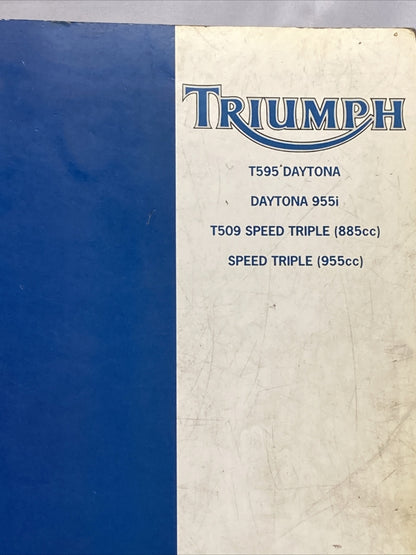 TRIUMPH
T595 DAYTONA
DAYTONA 955i
T509 SPEED TRIPLE (885cc)
SPEED TRIPLE (955cc)